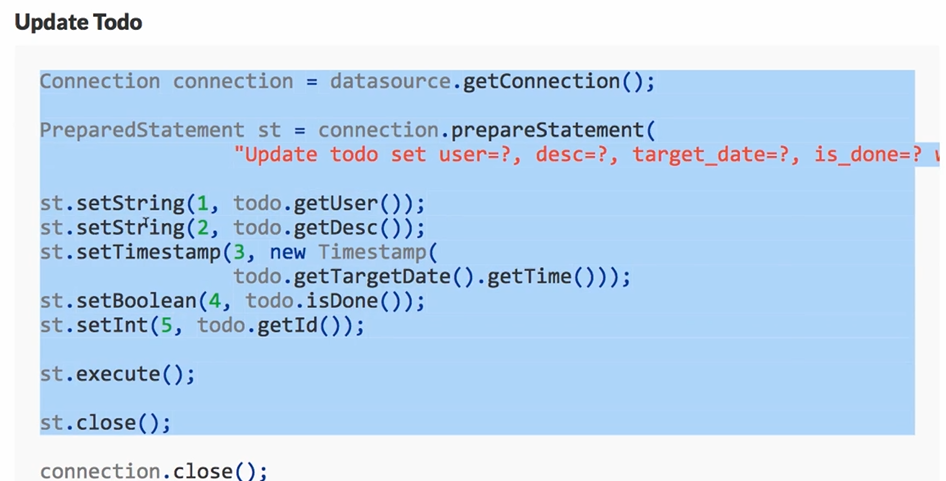 Update Todo
Connection connection = datasource.getConnection();
PreparedStatement st = connection.prepareStatement(
"Update todo set user=?, desc=?, target_date=?, is_done=?
st.setString(1, todo.getUser());
st.setString(2, todo.getDesc());
st.setTimestamp(3, new Timestamp(
todo.getTargetDate().getTime()));
st.setBoolean(4, todo.isDone());
st.setInt(5, todo.getId());
st.execute();
st.close();
connection.close();